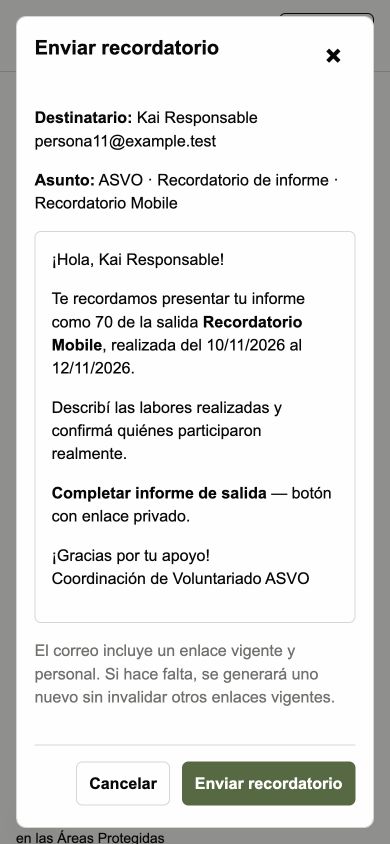 Enviar recordatorio
Destinatario: Kai Responsable
persona11@example.test
Asunto: ASVO · Recordatorio de informe ·
Recordatorio Mobile
¡Hola, Kai Responsable!
Te recordamos presentar tu informe
como 70 de la salida Recordatorio
Mobile, realizada del 10/11/2026 al
12/11/2026.
Describí las labores realizadas y
confirmá quiénes participaron
realmente.
Completar informe de salida — botón
con enlace privado.
¡Gracias por tu apoyo!
Coordinación de Voluntariado ASVO
El correo incluye un enlace vigente y
personal. Si hace falta, se generará uno
nuevo sin invalidar otros enlaces vigentes.
Cancelar
Enviar recordatorio
en las Áreas Protegidas